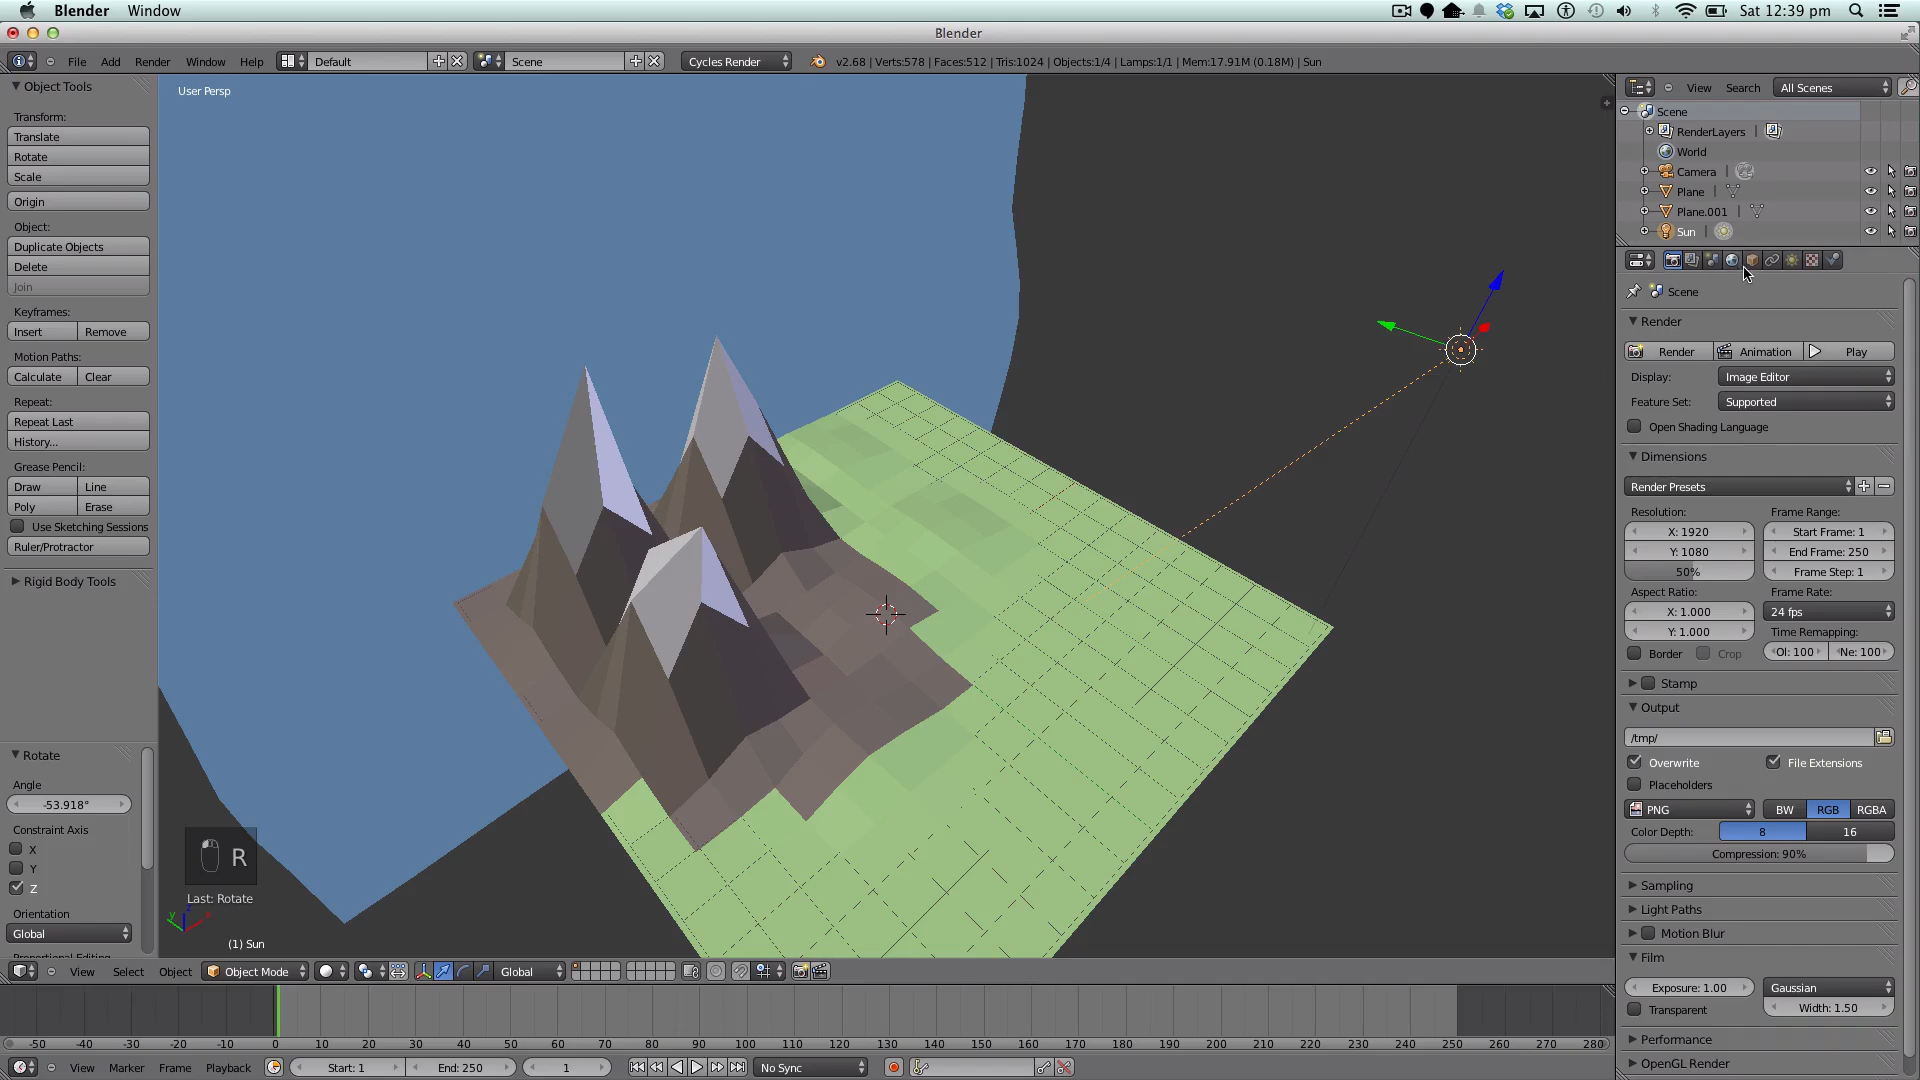 Blender Window Sat 12:39 pm
Blender
File Add Render Window Help Default Scene Cycles Render v2.68 | Verts:578 | Faces:512 | Tris:1024 | Objects:1/4 | Lamps:1/1 | Mem:17.91M (0.18M) | Sun
Object Tools
Transform:
Translate
Rotate
Scale
Origin
Object:
Duplicate Objects
Delete
Join
Keyframes:
Insert Remove
Motion Paths:
Calculate Clear
Repeat:
Repeat Last
History...
Grease Pencil:
Draw Line
Poly Erase
Use Sketching Sessions
Ruler/Protractor
Rigid Body Tools
Rotate
Angle
-53.918°
Constraint Axis
X
Y
Z
Orientation
Global
User Persp
R
Last: Rotate
z
y
(1) Sun
View Select Object Object Mode Global
View Search All Scenes
Scene
RenderLayers |
World
Camera |
Plane |
Plane.001 |
Sun |
Scene
Render
Render Animation Play
Display: Image Editor
Feature Set: Supported
Open Shading Language
Dimensions
Render Presets
Resolution: Frame Range:
X: 1920 Start Frame: 1
Y: 1080 End Frame: 250
50% Frame Step: 1
Aspect Ratio: Frame Rate:
X: 1.000 24 fps
Y: 1.000 Time Remapping:
Border Crop Ol: 100 Ne: 100
Stamp
Output
/tmp/
Overwrite File Extensions
Placeholders
PNG BW RGB RGBA
Color Depth: 8 16
Compression: 90%
Sampling
Light Paths
Motion Blur
Film
Exposure: 1.00 Gaussian
Transparent Width: 1.50
Performance
OpenGL Render
-50 -40 -30 -20 -10 0 10 20 30 40 50 60 70 80 90 100 110 120 130 140 150 160 170 180 190 200 210 220 230 240 250 260 270 280
View Marker Frame Playback Start: 1 End: 250 1 No Sync